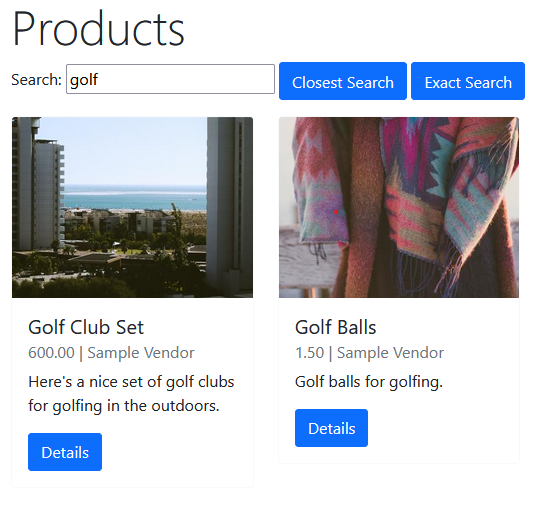 Products
Search: golf Closest Search Exact Search
Golf Club Set
600.00 | Sample Vendor
Here's a nice set of golf clubs
for golfing in the outdoors.
Details
Golf Balls
1.50 | Sample Vendor
Golf balls for golfing.
Details